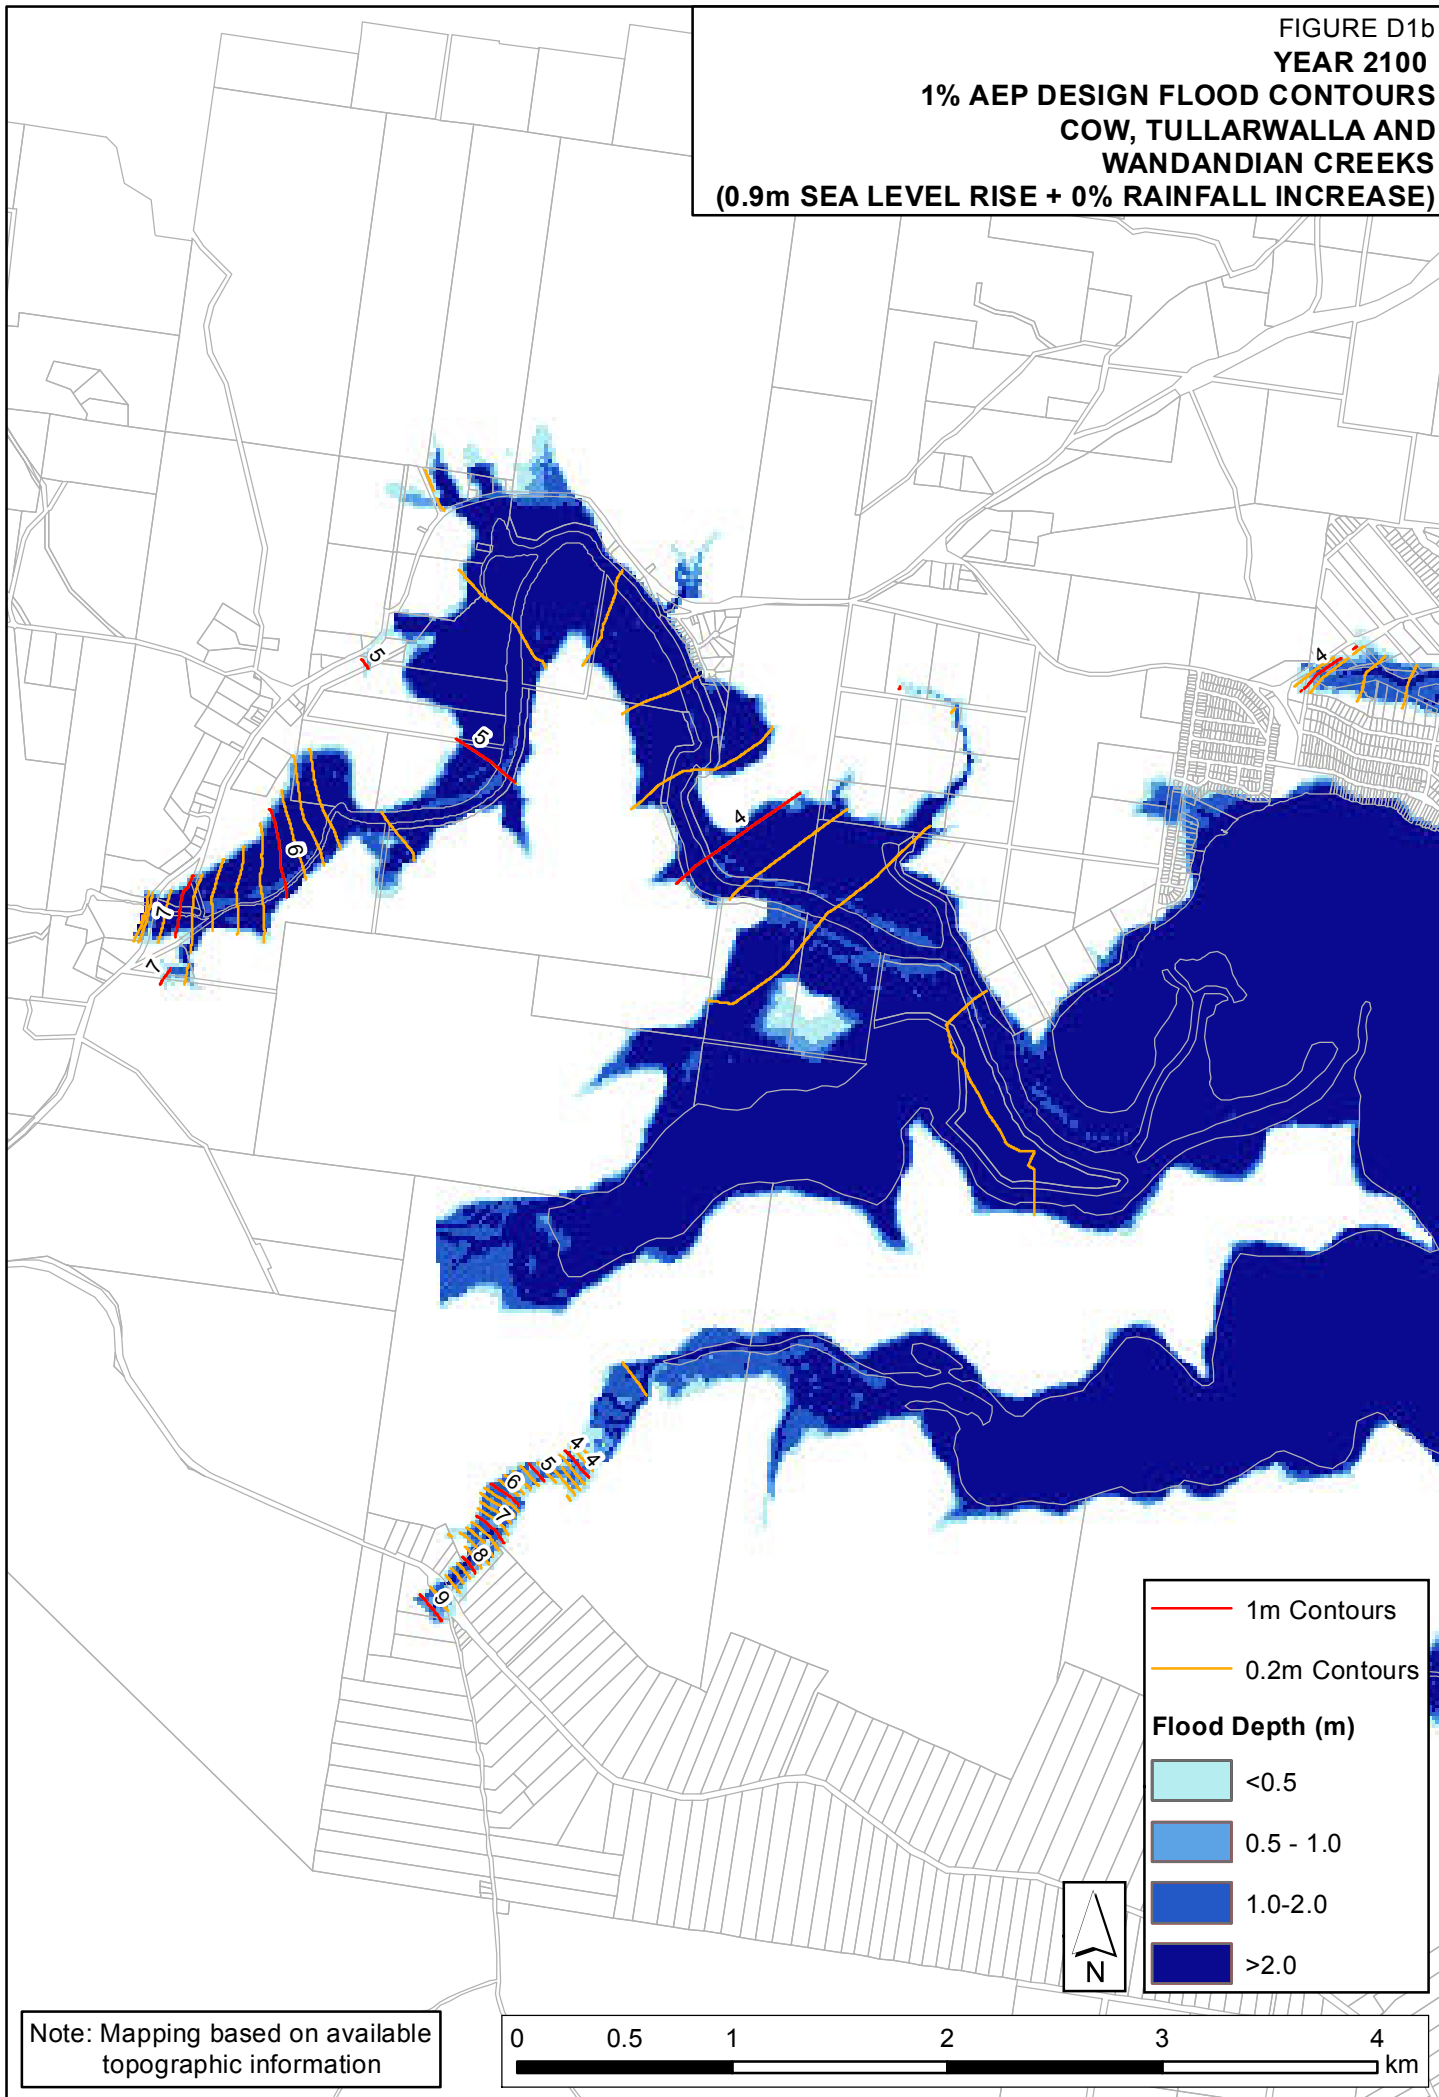 FIGURE D1b
YEAR 2100
1% AEP DESIGN FLOOD CONTOURS
COW, TULLARWALLA AND
WANDANDIAN CREEKS
(0.9m SEA LEVEL RISE + 0% RAINFALL INCREASE)
5
4
5
4
6
7
7
4
4
5
6
7
8
9
1m Contours
0.2m Contours
Flood Depth (m)
<0.5
0.5 - 1.0
1.0-2.0
>2.0
N
Note: Mapping based on available
topographic information
0 0.5 1 2 3 4
km